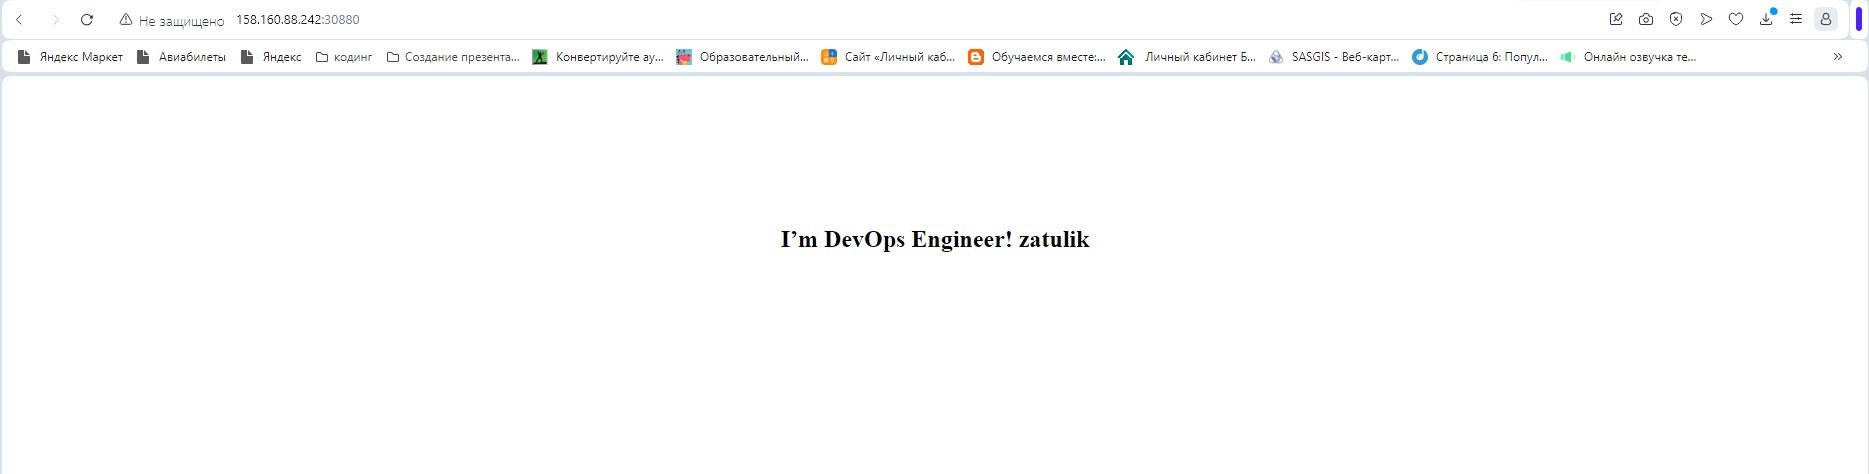 Не защищено 158.160.88.242:30880
Яндекс Маркет Авиабилеты Яндекс кодинг Создание презента... Конвертируйте ау... Образовательный... Сайт «Личный каб... Обучаемся вместе:... Личный кабинет Б... SASGIS - Веб-карт... Страница 6: Попул... Онлайн озвучка те... »
I’m DevOps Engineer! zatulik